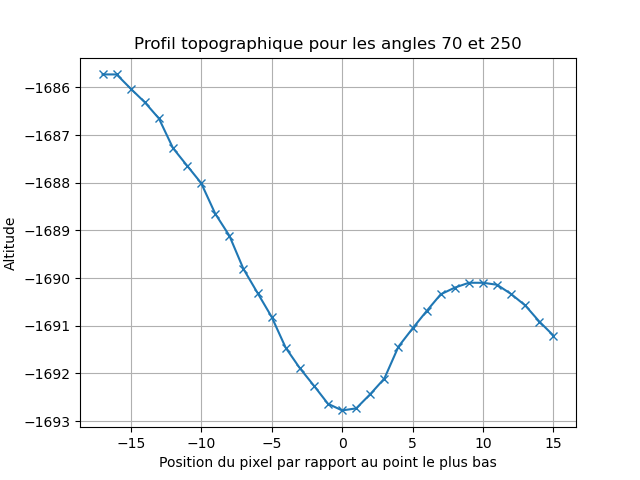 Profil topographique pour les angles 70 et 250
−1686
−1687
−1688
−1689
−1690
−1691
−1692
−1693
Altitude
−15 −10 −5 0 5 10 15
Position du pixel par rapport au point le plus bas